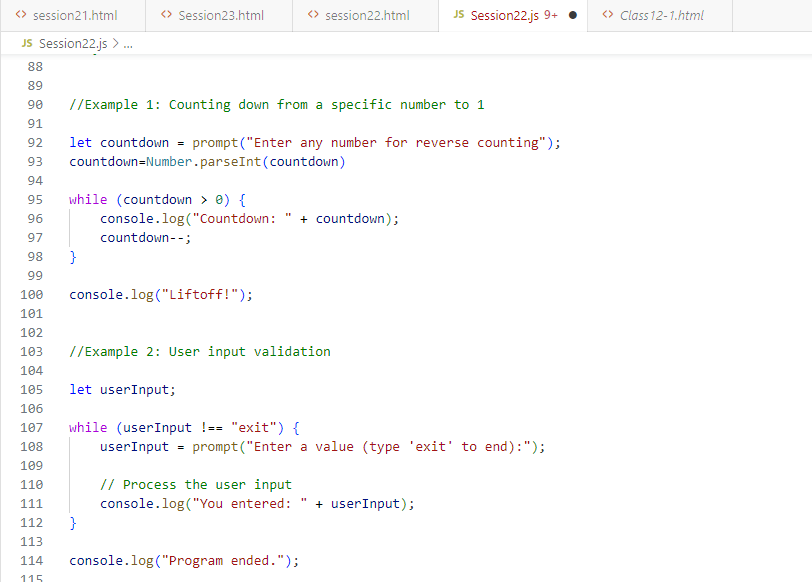 session21.html Session23.html session22.html Session22.js 9+ Class12-1.html
JS Session22.js > ...
88
89
90 //Example 1: Counting down from a specific number to 1
91
92 let countdown = prompt("Enter any number for reverse counting");
93 countdown=Number.parseInt(countdown)
94
95 while (countdown > 0) {
96     console.log("Countdown: " + countdown);
97     countdown--;
98 }
99
100 console.log("Liftoff!");
101
102
103 //Example 2: User input validation
104
105 let userInput;
106
107 while (userInput !== "exit") {
108     userInput = prompt("Enter a value (type 'exit' to end):");
109
110     // Process the user input
111     console.log("You entered: " + userInput);
112 }
113
114 console.log("Program ended.");
115